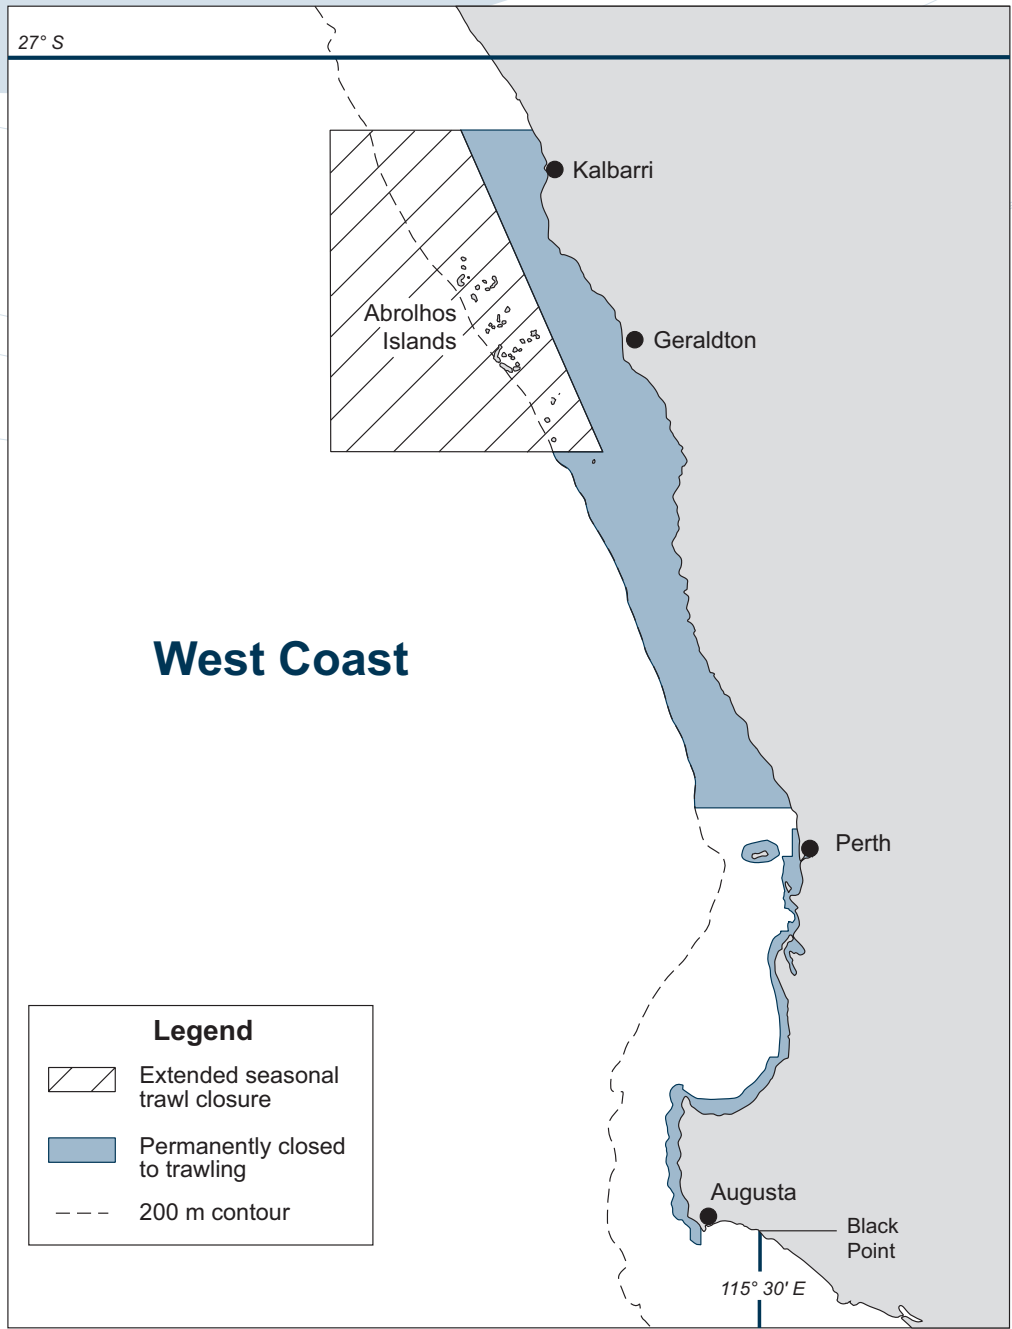 27° S
Kalbarri
Abrolhos
Islands
Geraldton
West Coast
Perth
Legend
Extended seasonal
trawl closure
Permanently closed
to trawling
200 m contour
Augusta
Black
Point
115° 30' E